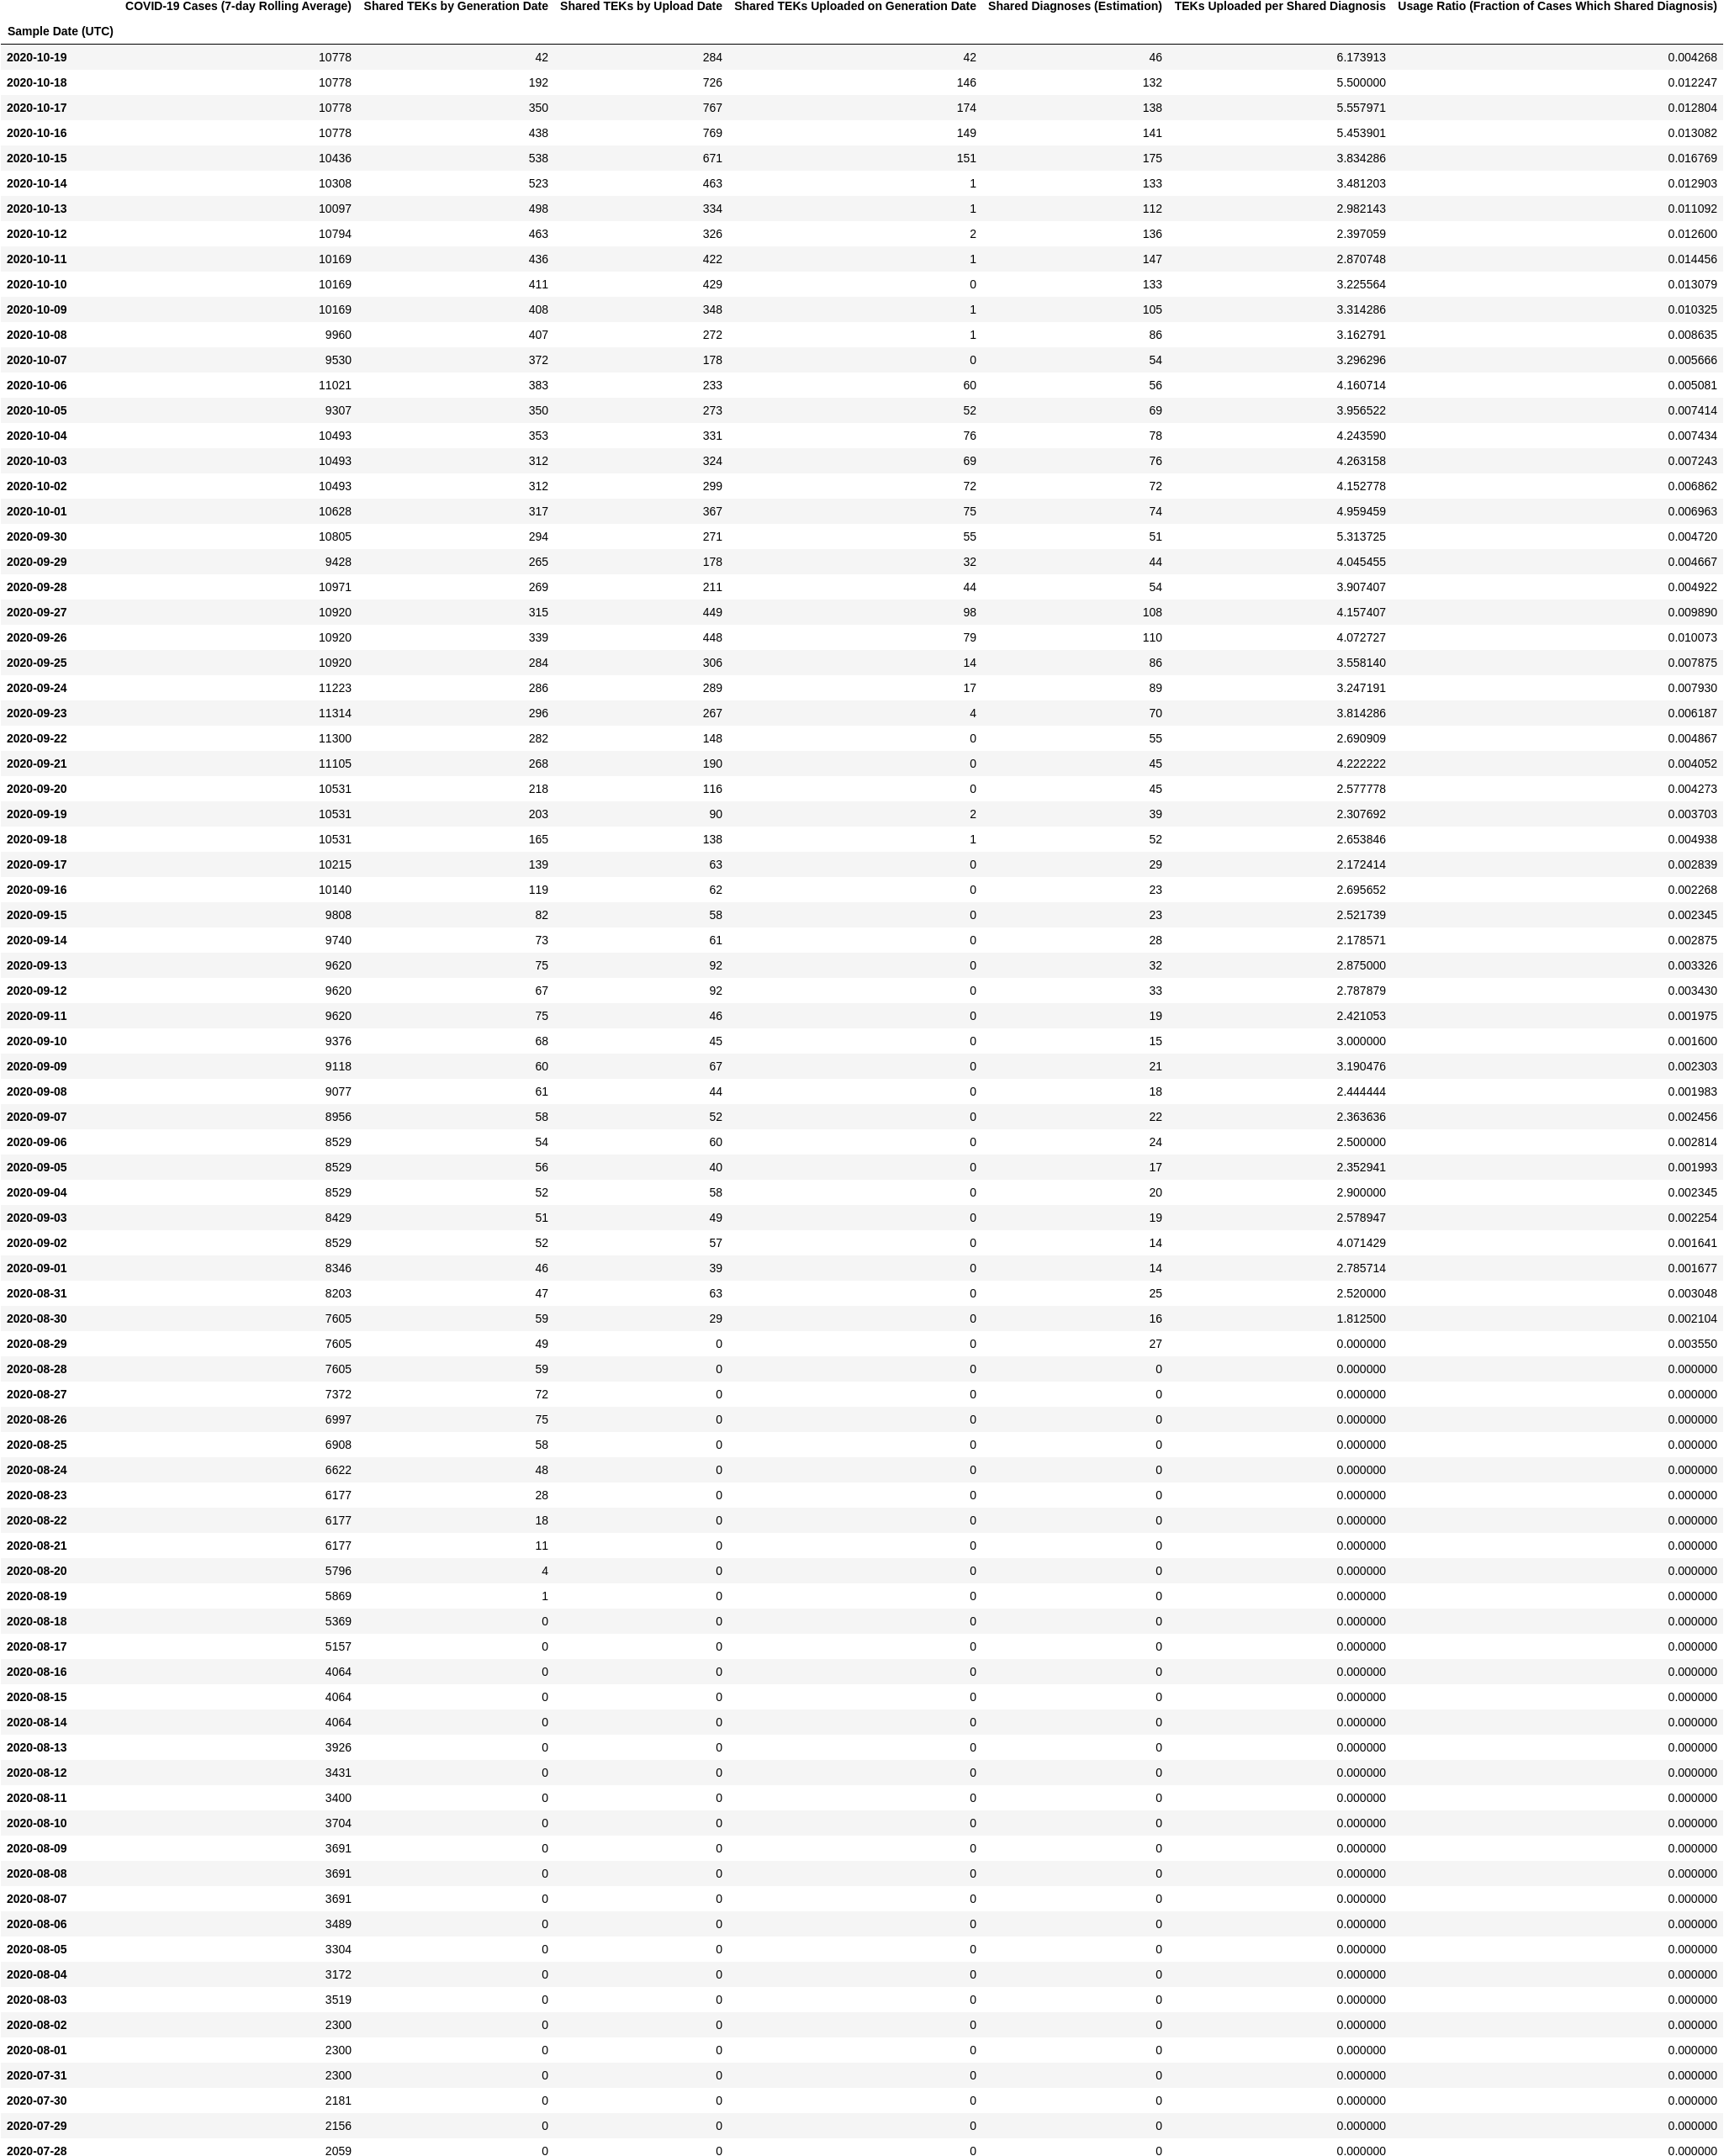 COVID-19 Cases (7-day Rolling Average) Shared TEKs by Generation Date Shared TEKs by Upload Date Shared TEKs Uploaded on Generation Date Shared Diagnoses (Estimation) TEKs Uploaded per Shared Diagnosis Usage Ratio (Fraction of Cases Which Shared Diagnosis)
Sample Date (UTC)
2020-10-19 10778 42 284 42 46 6.173913 0.004268
2020-10-18 10778 192 726 146 132 5.500000 0.012247
2020-10-17 10778 350 767 174 138 5.557971 0.012804
2020-10-16 10778 438 769 149 141 5.453901 0.013082
2020-10-15 10436 538 671 151 175 3.834286 0.016769
2020-10-14 10308 523 463 1 133 3.481203 0.012903
2020-10-13 10097 498 334 1 112 2.982143 0.011092
2020-10-12 10794 463 326 2 136 2.397059 0.012600
2020-10-11 10169 436 422 1 147 2.870748 0.014456
2020-10-10 10169 411 429 0 133 3.225564 0.013079
2020-10-09 10169 408 348 1 105 3.314286 0.010325
2020-10-08 9960 407 272 1 86 3.162791 0.008635
2020-10-07 9530 372 178 0 54 3.296296 0.005666
2020-10-06 11021 383 233 60 56 4.160714 0.005081
2020-10-05 9307 350 273 52 69 3.956522 0.007414
2020-10-04 10493 353 331 76 78 4.243590 0.007434
2020-10-03 10493 312 324 69 76 4.263158 0.007243
2020-10-02 10493 312 299 72 72 4.152778 0.006862
2020-10-01 10628 317 367 75 74 4.959459 0.006963
2020-09-30 10805 294 271 55 51 5.313725 0.004720
2020-09-29 9428 265 178 32 44 4.045455 0.004667
2020-09-28 10971 269 211 44 54 3.907407 0.004922
2020-09-27 10920 315 449 98 108 4.157407 0.009890
2020-09-26 10920 339 448 79 110 4.072727 0.010073
2020-09-25 10920 284 306 14 86 3.558140 0.007875
2020-09-24 11223 286 289 17 89 3.247191 0.007930
2020-09-23 11314 296 267 4 70 3.814286 0.006187
2020-09-22 11300 282 148 0 55 2.690909 0.004867
2020-09-21 11105 268 190 0 45 4.222222 0.004052
2020-09-20 10531 218 116 0 45 2.577778 0.004273
2020-09-19 10531 203 90 2 39 2.307692 0.003703
2020-09-18 10531 165 138 1 52 2.653846 0.004938
2020-09-17 10215 139 63 0 29 2.172414 0.002839
2020-09-16 10140 119 62 0 23 2.695652 0.002268
2020-09-15 9808 82 58 0 23 2.521739 0.002345
2020-09-14 9740 73 61 0 28 2.178571 0.002875
2020-09-13 9620 75 92 0 32 2.875000 0.003326
2020-09-12 9620 67 92 0 33 2.787879 0.003430
2020-09-11 9620 75 46 0 19 2.421053 0.001975
2020-09-10 9376 68 45 0 15 3.000000 0.001600
2020-09-09 9118 60 67 0 21 3.190476 0.002303
2020-09-08 9077 61 44 0 18 2.444444 0.001983
2020-09-07 8956 58 52 0 22 2.363636 0.002456
2020-09-06 8529 54 60 0 24 2.500000 0.002814
2020-09-05 8529 56 40 0 17 2.352941 0.001993
2020-09-04 8529 52 58 0 20 2.900000 0.002345
2020-09-03 8429 51 49 0 19 2.578947 0.002254
2020-09-02 8529 52 57 0 14 4.071429 0.001641
2020-09-01 8346 46 39 0 14 2.785714 0.001677
2020-08-31 8203 47 63 0 25 2.520000 0.003048
2020-08-30 7605 59 29 0 16 1.812500 0.002104
2020-08-29 7605 49 0 0 27 0.000000 0.003550
2020-08-28 7605 59 0 0 0 0.000000 0.000000
2020-08-27 7372 72 0 0 0 0.000000 0.000000
2020-08-26 6997 75 0 0 0 0.000000 0.000000
2020-08-25 6908 58 0 0 0 0.000000 0.000000
2020-08-24 6622 48 0 0 0 0.000000 0.000000
2020-08-23 6177 28 0 0 0 0.000000 0.000000
2020-08-22 6177 18 0 0 0 0.000000 0.000000
2020-08-21 6177 11 0 0 0 0.000000 0.000000
2020-08-20 5796 4 0 0 0 0.000000 0.000000
2020-08-19 5869 1 0 0 0 0.000000 0.000000
2020-08-18 5369 0 0 0 0 0.000000 0.000000
2020-08-17 5157 0 0 0 0 0.000000 0.000000
2020-08-16 4064 0 0 0 0 0.000000 0.000000
2020-08-15 4064 0 0 0 0 0.000000 0.000000
2020-08-14 4064 0 0 0 0 0.000000 0.000000
2020-08-13 3926 0 0 0 0 0.000000 0.000000
2020-08-12 3431 0 0 0 0 0.000000 0.000000
2020-08-11 3400 0 0 0 0 0.000000 0.000000
2020-08-10 3704 0 0 0 0 0.000000 0.000000
2020-08-09 3691 0 0 0 0 0.000000 0.000000
2020-08-08 3691 0 0 0 0 0.000000 0.000000
2020-08-07 3691 0 0 0 0 0.000000 0.000000
2020-08-06 3489 0 0 0 0 0.000000 0.000000
2020-08-05 3304 0 0 0 0 0.000000 0.000000
2020-08-04 3172 0 0 0 0 0.000000 0.000000
2020-08-03 3519 0 0 0 0 0.000000 0.000000
2020-08-02 2300 0 0 0 0 0.000000 0.000000
2020-08-01 2300 0 0 0 0 0.000000 0.000000
2020-07-31 2300 0 0 0 0 0.000000 0.000000
2020-07-30 2181 0 0 0 0 0.000000 0.000000
2020-07-29 2156 0 0 0 0 0.000000 0.000000
2020-07-28 2059 0 0 0 0 0.000000 0.000000